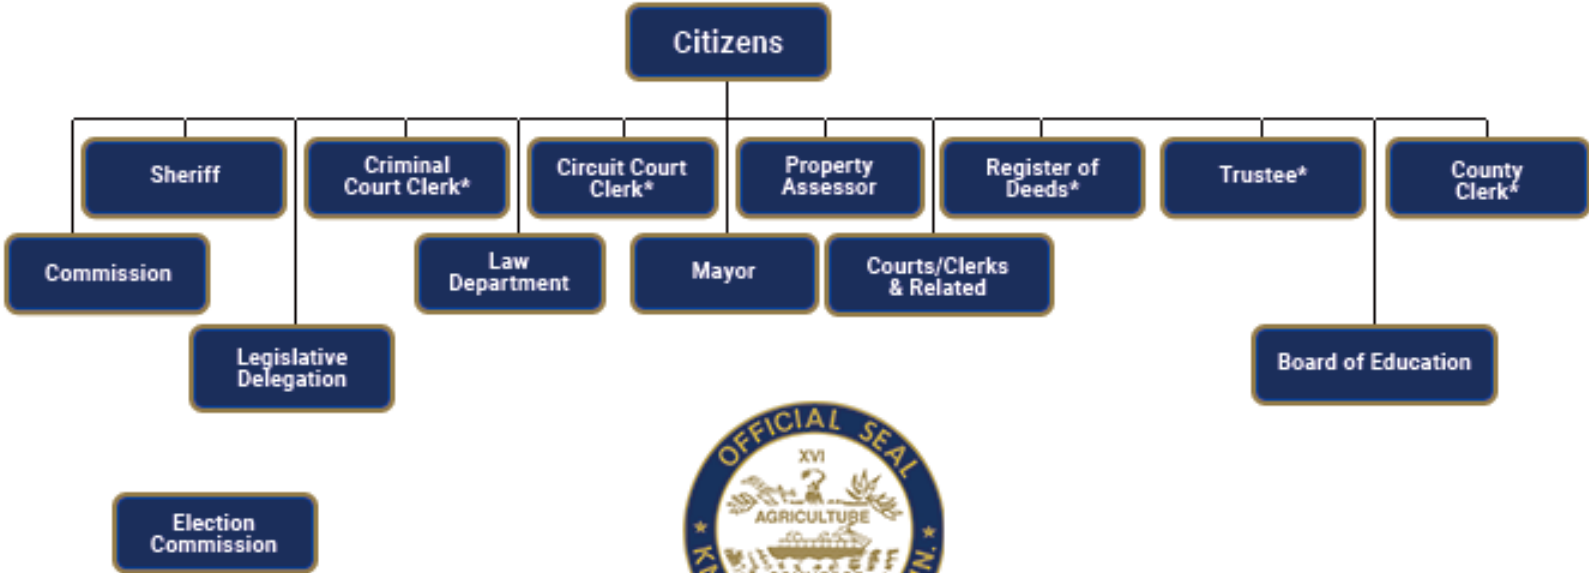 Citizens
Sheriff
Criminal
Court Clerk*
Circuit Court
Clerk*
Property
Assessor
Register of
Deeds*
Trustee*
County
Clerk*
Commission
Law
Department
Mayor
Courts/Clerks
& Related
Legislative
Delegation
Board of Education
OFFICIAL SEAL
XVI
AGRICULTURE
Election
Commission